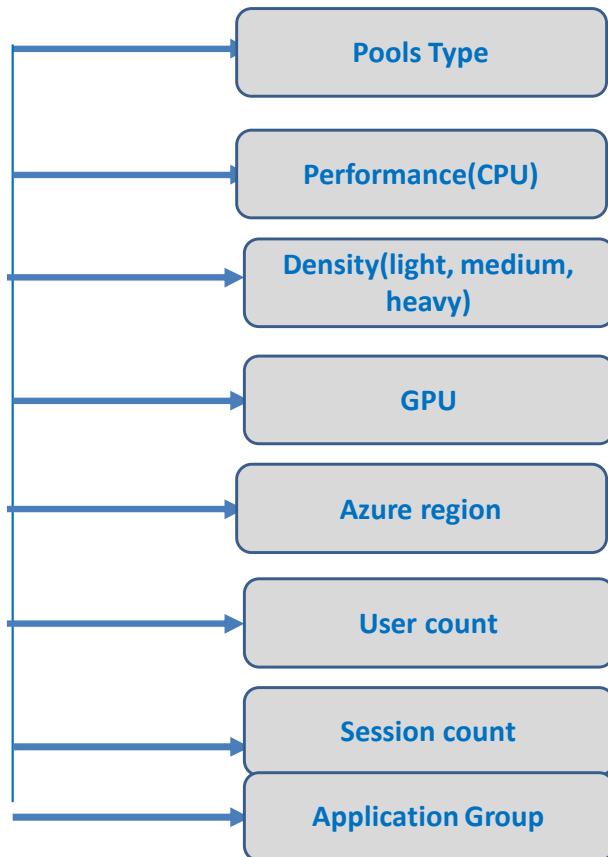 Pools Type
Performance(CPU)
Density(light, medium,
heavy)
GPU
Azure region
User count
Session count
Application Group